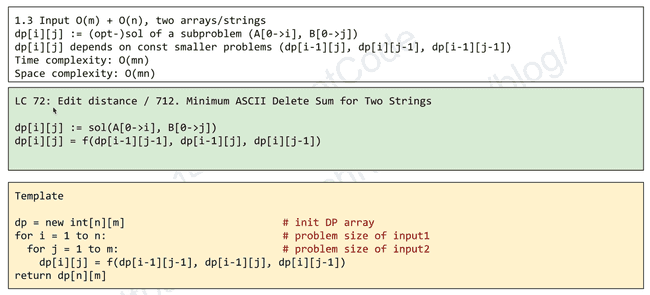 1.3 Input O(m) + O(n), two arrays/strings
dp[i][j] := (opt-)sol of a subproblem (A[0->i], B[0->j])
dp[i][j] depends on const smaller problems (dp[i-1][j], dp[i][j-1], dp[i-1][j-1])
Time complexity: O(mn)
Space complexity: O(mn)
LC 72: Edit distance / 712. Minimum ASCII Delete Sum for Two Strings
dp[i][j] := sol(A[0->i], B[0->j])
dp[i][j] = f(dp[i-1][j-1], dp[i-1][j], dp[i][j-1])
Template
dp = new int[n][m] # init DP array
for i = 1 to n: # problem size of input1
for j = 1 to m: # problem size of input2
dp[i][j] = f(dp[i-1][j-1], dp[i-1][j], dp[i][j-1])
return dp[n][m]